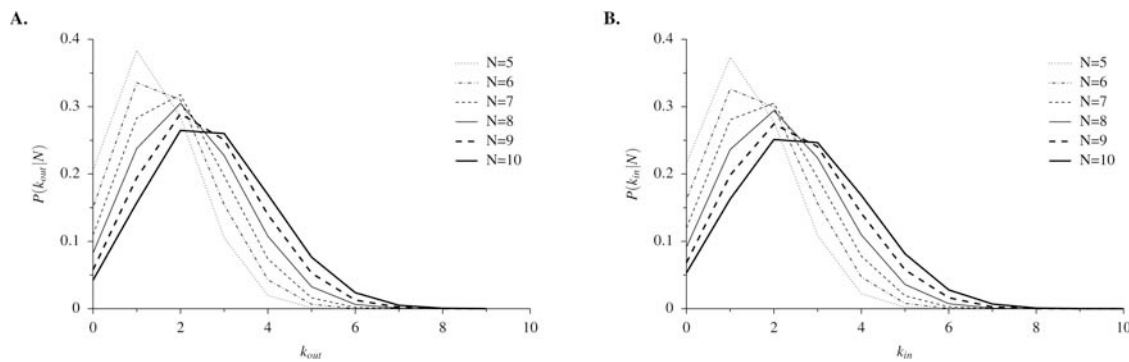 A.
0.4
0.3
0.2
0.1
0
P(k_out|N)
N=5
N=6
N=7
N=8
N=9
N=10
0 2 4 6 8 10
k_out
B.
0.4
0.3
0.2
0.1
0
P(k_in|N)
N=5
N=6
N=7
N=8
N=9
N=10
0 2 4 6 8 10
k_in